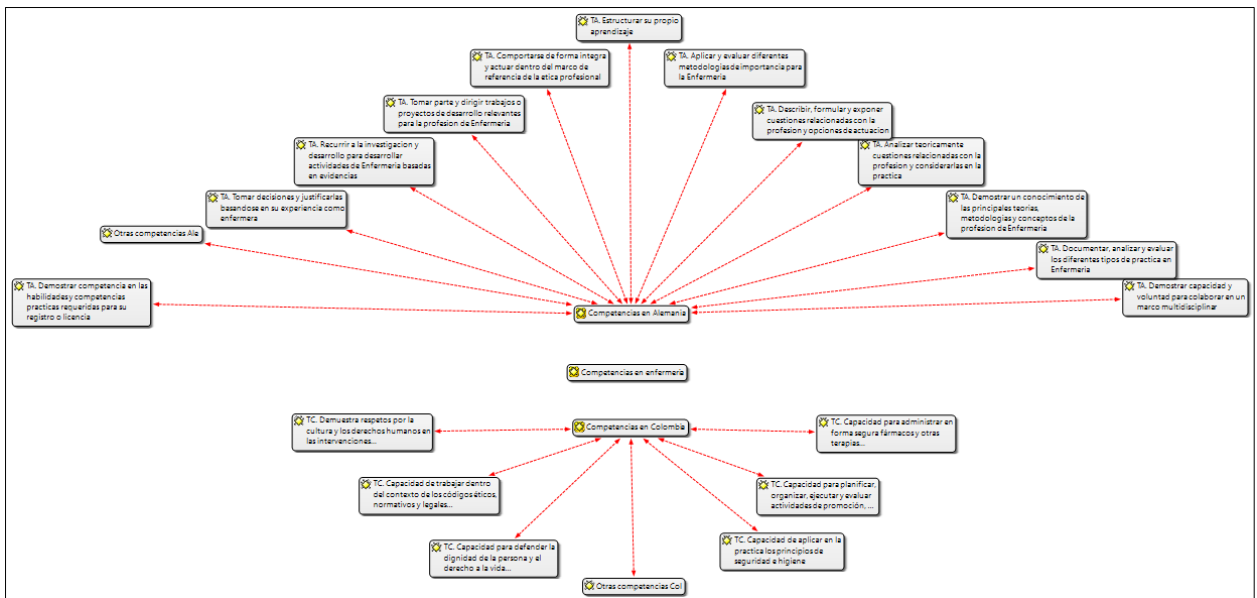 TA. Estructurar su propio
aprendizaje
TA. Comportarse de forma integra
y actuar dentro del marco de
referencia de la etica profesional
TA. Aplicar y evaluar diferentes
metodologias de importancia para
la Enfermeria
TA. Tomar parte y dirigir trabajos o
proyectos de desarrollo relevantes
para la profesion de Enfermeria
TA. Describir, formular y exponer
cuestiones relacionadas con la
profesion y opciones de actuacion
TA. Recurrir a la investigacion y
desarrollo para desarrollar
actividades de Enfermeria basadas
en evidencias
TA. Analizar teoricamente
cuestiones relacionadas con la
profesion y considerarlas en la
practica
TA. Tomar decisiones y justificarlas
basandose en su experiencia como
enfermera
TA. Demostrar un conocimiento de
las principales teorias,
metodologias y conceptos de la
profesion de Enfermeria
Otras competencias Ale
TA. Documentar, analizar y evaluar
los diferentes tipos de practica en
Enfermeria
TA. Demostrar competencia en las
habilidades y competencias
practicas requeridas para su
registro o licencia
TA. Demostrar capacidad y
voluntad para colaborar en un
marco multidisciplinar
Competencias en Alemania
Competencias en enfermeria
TC. Demuestra respetos por la
cultura y los derechos humanos en
las intervenciones...
Competencias en Colombia
TC. Capacidad para administrar en
forma segura fármacos y otras
terapies...
TC. Capacidad de trabajar dentro
del contexto de los códigos éticos,
normativos y legales...
TC. Capacidad para planificar,
organizar, ejecutar y evaluar
actividades de promoción, ...
TC. Capacidad para defender la
dignidad de la persona y el
derecho a la vida...
TC. Capacidad de aplicar en la
practica los principios de
seguridad e higiene
Otras competencias Col